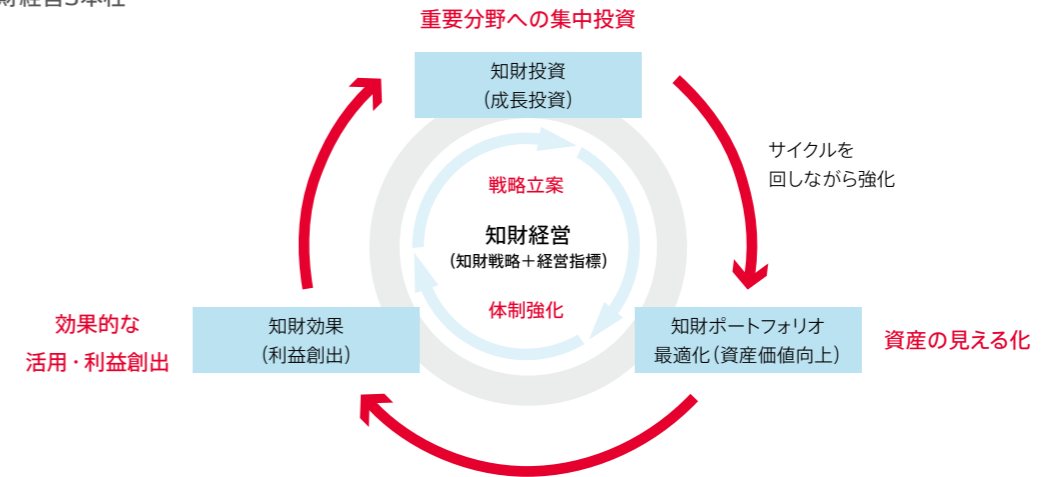 重要分野への集中投資
知財投資
(成長投資)
サイクルを
回しながら強化
戦略立案
知財経営
(知財戦略＋経営指標)
体制強化
効果的な
活用・利益創出
知財効果
(利益創出)
知財ポートフォリオ
最適化(資産価値向上)
資産の見える化